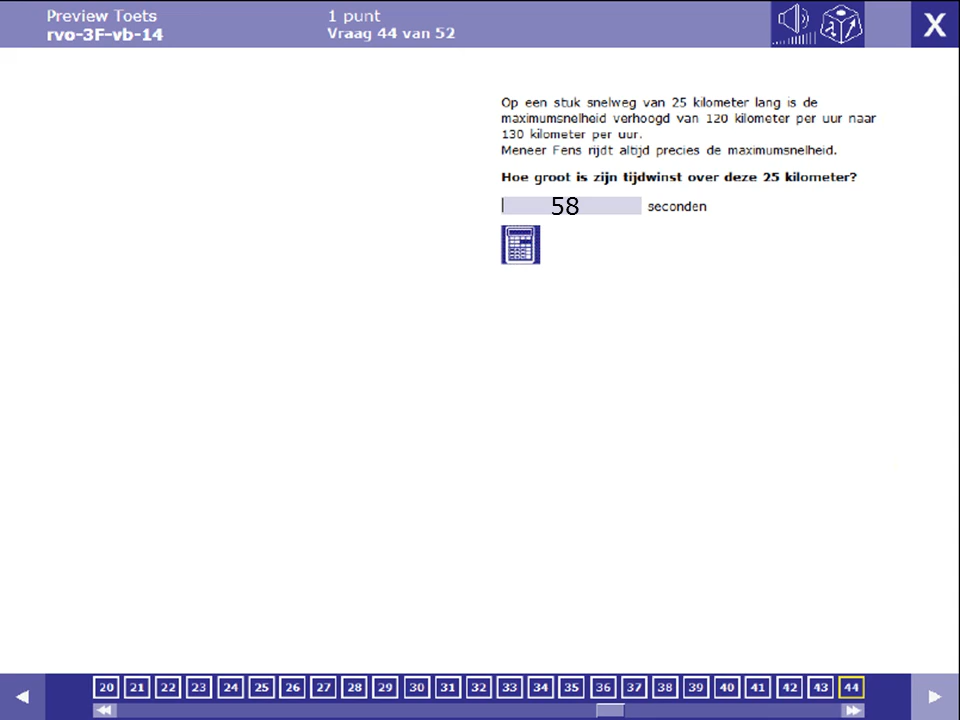 Preview Toets
rvo-3F-vb-14
1 punt
Vraag 44 van 52
X
Op een stuk snelweg van 25 kilometer lang is de
maximumsnelheid verhoogd van 120 kilometer per uur naar
130 kilometer per uur.
Meneer Fens rijdt altijd precies de maximumsnelheid.
Hoe groot is zijn tijdwinst over deze 25 kilometer?
58 seconden
20 21 22 23 24 25 26 27 28 29 30 31 32 33 34 35 36 37 38 39 40 41 42 43 44